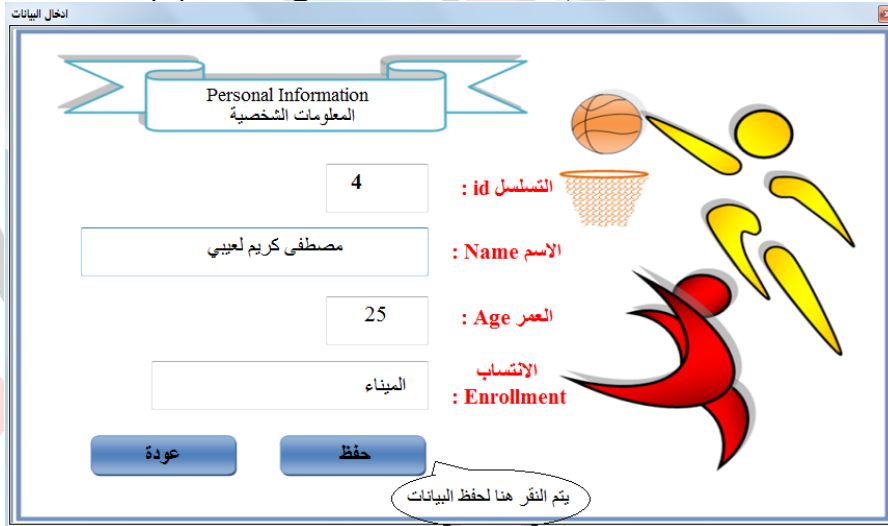 ادخال البيانات
Personal Information
المعلومات الشخصية
التسلسل id :
4
الاسم Name :
مصطفى كريم لعيبي
العمر Age :
25
الانتساب
Enrollment :
الميناء
حفظ
عودة
يتم النقر هنا لحفظ البيانات